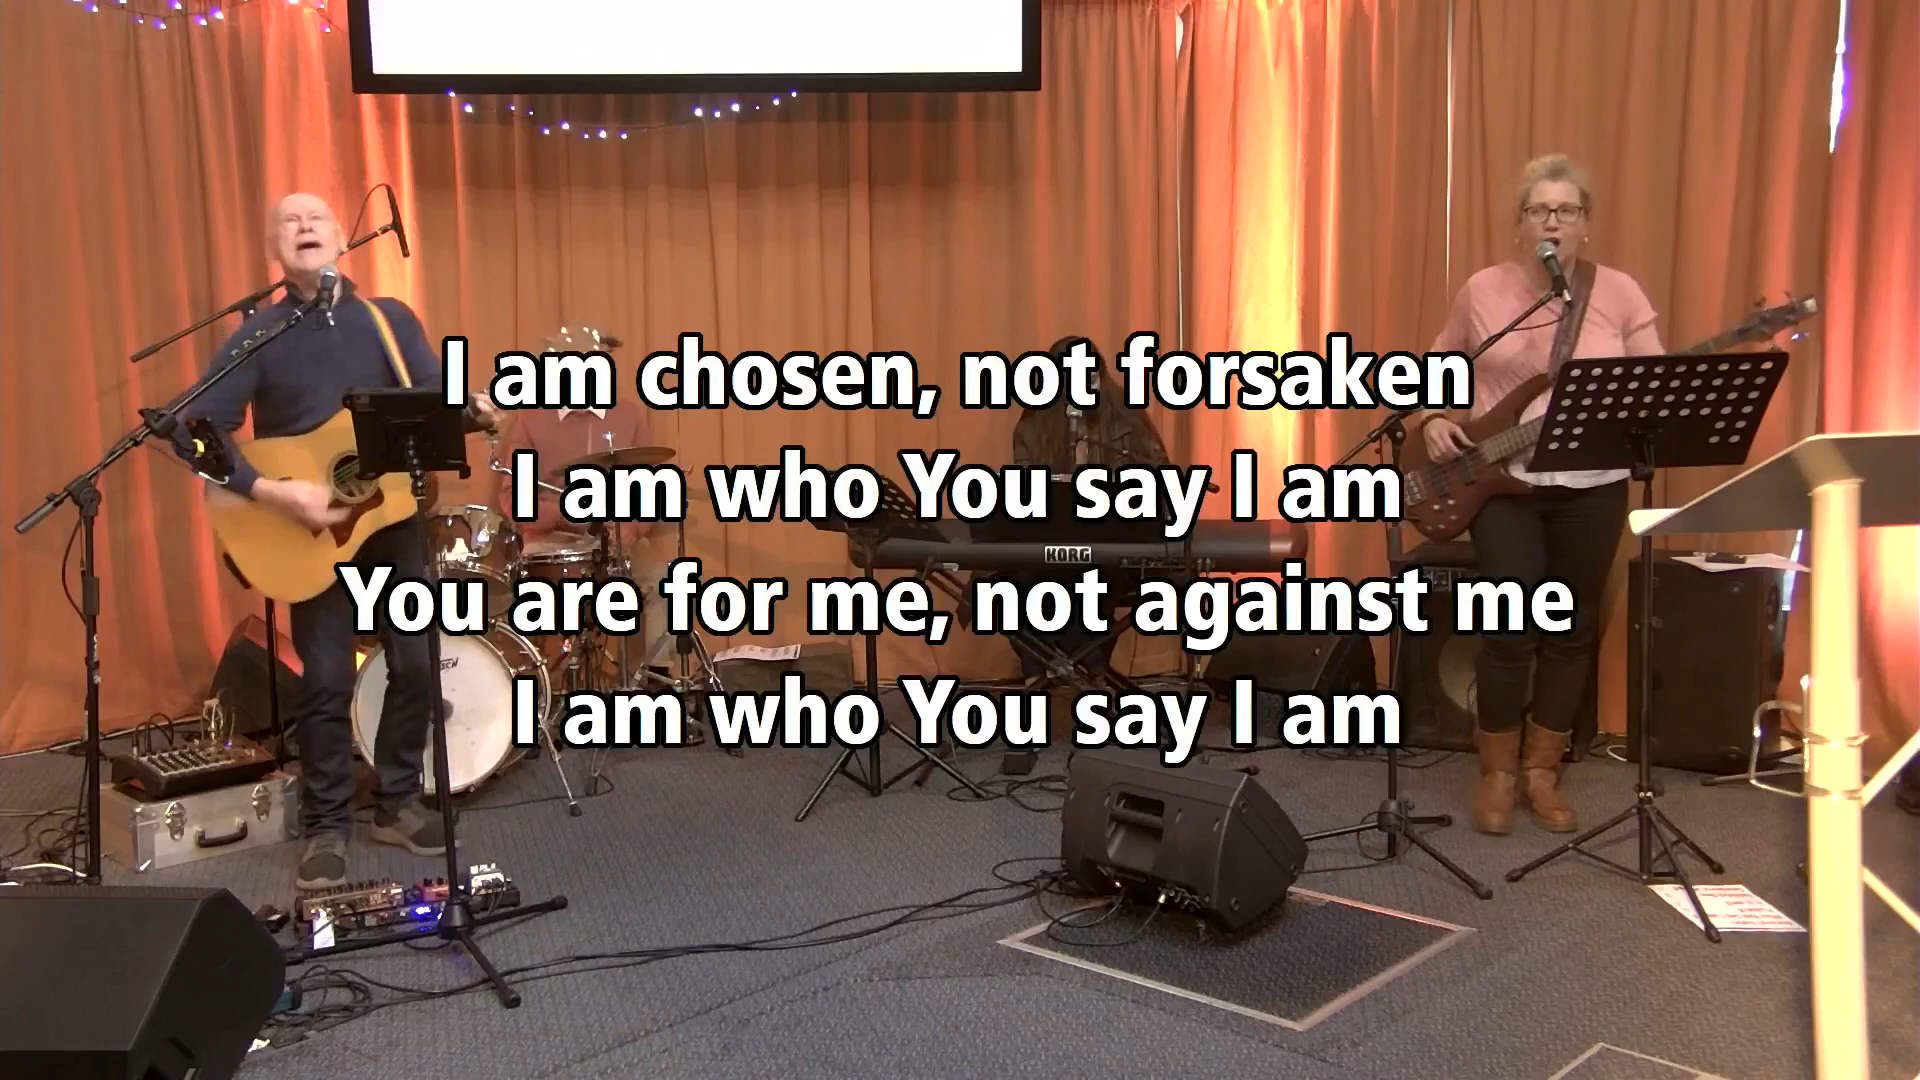 I am chosen, not forsaken
I am who You say I am
You are for me, not against me
I am who You say I am
KORG